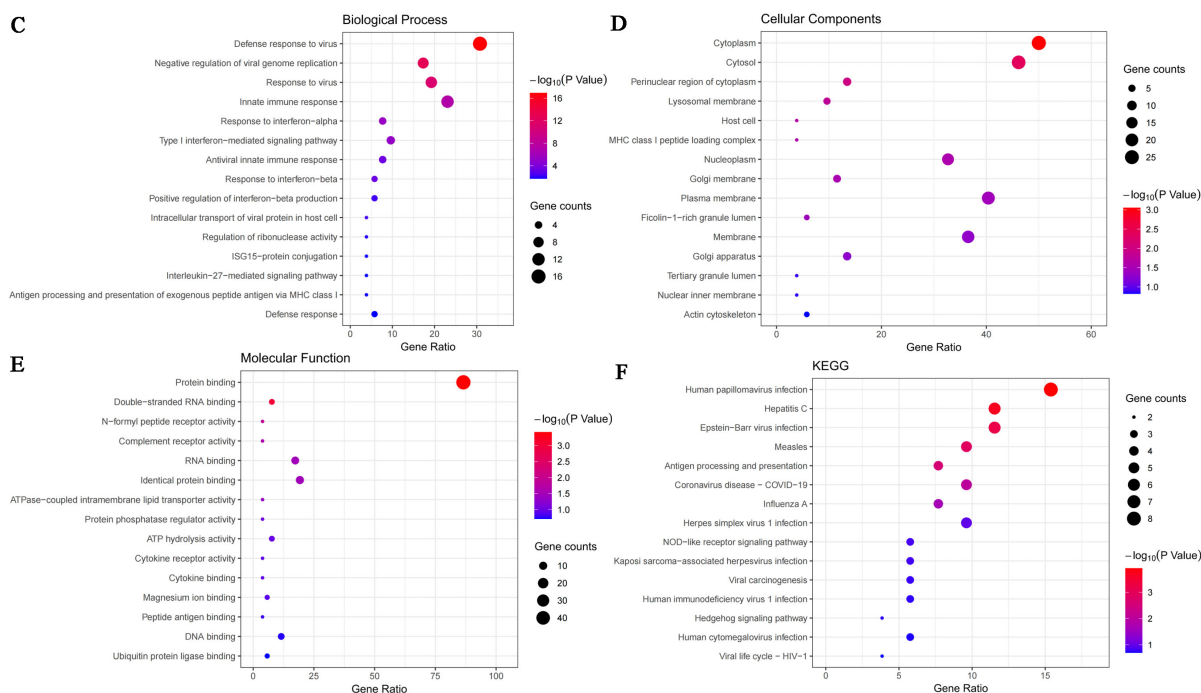 C
Biological Process
Defense response to virus
Negative regulation of viral genome replication
Response to virus
Innate immune response
Response to interferon−alpha
Type I interferon−mediated signaling pathway
Antiviral innate immune response
Response to interferon−beta
Positive regulation of interferon−beta production
Intracellular transport of viral protein in host cell
Regulation of ribonuclease activity
ISG15−protein conjugation
Interleukin−27−mediated signaling pathway
Antigen processing and presentation of exogenous peptide antigen via MHC class I
Defense response
0 10 20 30
Gene Ratio
−log10(P Value)
16
12
8
4
Gene counts
4
8
12
16
D
Cellular Components
Cytoplasm
Cytosol
Perinuclear region of cytoplasm
Lysosomal membrane
Host cell
MHC class I peptide loading complex
Nucleoplasm
Golgi membrane
Plasma membrane
Ficolin−1−rich granule lumen
Membrane
Golgi apparatus
Tertiary granule lumen
Nuclear inner membrane
Actin cytoskeleton
0 20 40 60
Gene Ratio
Gene counts
5
10
15
20
25
−log10(P Value)
3.0
2.5
2.0
1.5
1.0
E
Molecular Function
Protein binding
Double−stranded RNA binding
N−formyl peptide receptor activity
Complement receptor activity
RNA binding
Identical protein binding
ATPase−coupled intramembrane lipid transporter activity
Protein phosphatase regulator activity
ATP hydrolysis activity
Cytokine receptor activity
Cytokine binding
Magnesium ion binding
Peptide antigen binding
DNA binding
Ubiquitin protein ligase binding
0 25 50 75 100
Gene Ratio
−log10(P Value)
3.0
2.5
2.0
1.5
1.0
Gene counts
10
20
30
40
F
KEGG
Human papillomavirus infection
Hepatitis C
Epstein−Barr virus infection
Measles
Antigen processing and presentation
Coronavirus disease − COVID−19
Influenza A
Herpes simplex virus 1 infection
NOD−like receptor signaling pathway
Kaposi sarcoma−associated herpesvirus infection
Viral carcinogenesis
Human immunodeficiency virus 1 infection
Hedgehog signaling pathway
Human cytomegalovirus infection
Viral life cycle − HIV−1
0 5 10 15
Gene Ratio
Gene counts
2
3
4
5
6
7
8
−log10(P Value)
3
2
1